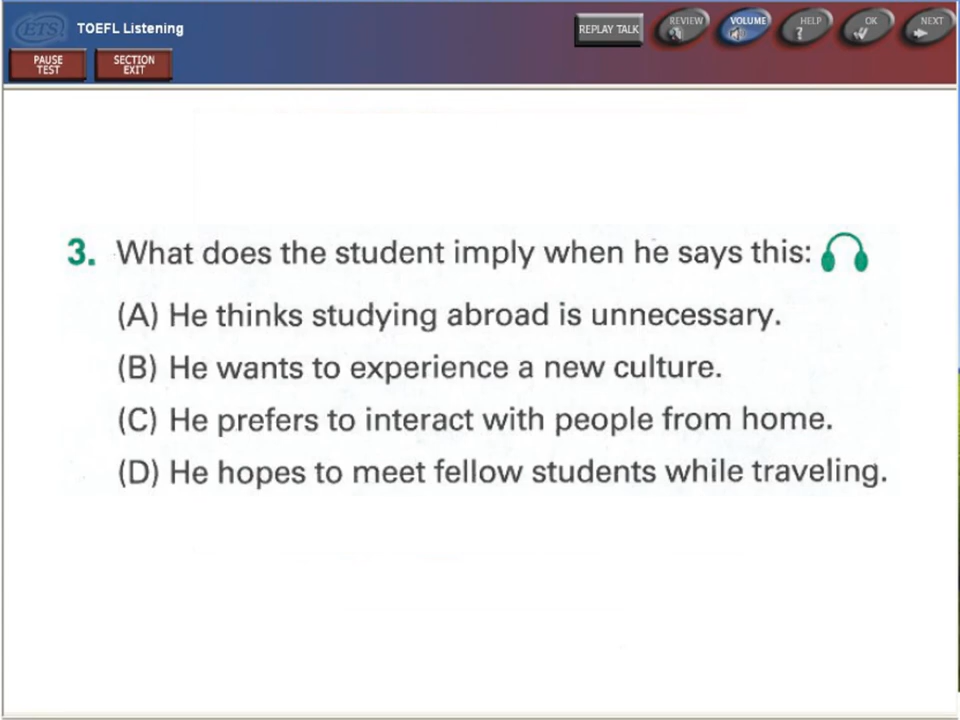 ETS
TOEFL Listening
REPLAY TALK
REVIEW
VOLUME
HELP
?
OK
NEXT
PAUSE
TEST
SECTION
EXIT
3. What does the student imply when he says this:
(A) He thinks studying abroad is unnecessary.
(B) He wants to experience a new culture.
(C) He prefers to interact with people from home.
(D) He hopes to meet fellow students while traveling.